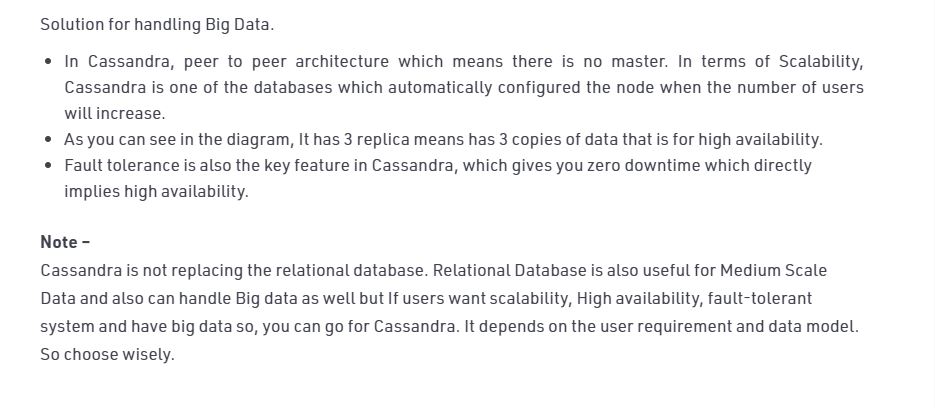 Solution for handling Big Data.
• In Cassandra, peer to peer architecture which means there is no master. In terms of Scalability,
Cassandra is one of the databases which automatically configured the node when the number of users
will increase.
• As you can see in the diagram, It has 3 replica means has 3 copies of data that is for high availability.
• Fault tolerance is also the key feature in Cassandra, which gives you zero downtime which directly
implies high availability.
Note –
Cassandra is not replacing the relational database. Relational Database is also useful for Medium Scale
Data and also can handle Big data as well but If users want scalability, High availability, fault-tolerant
system and have big data so, you can go for Cassandra. It depends on the user requirement and data model.
So choose wisely.